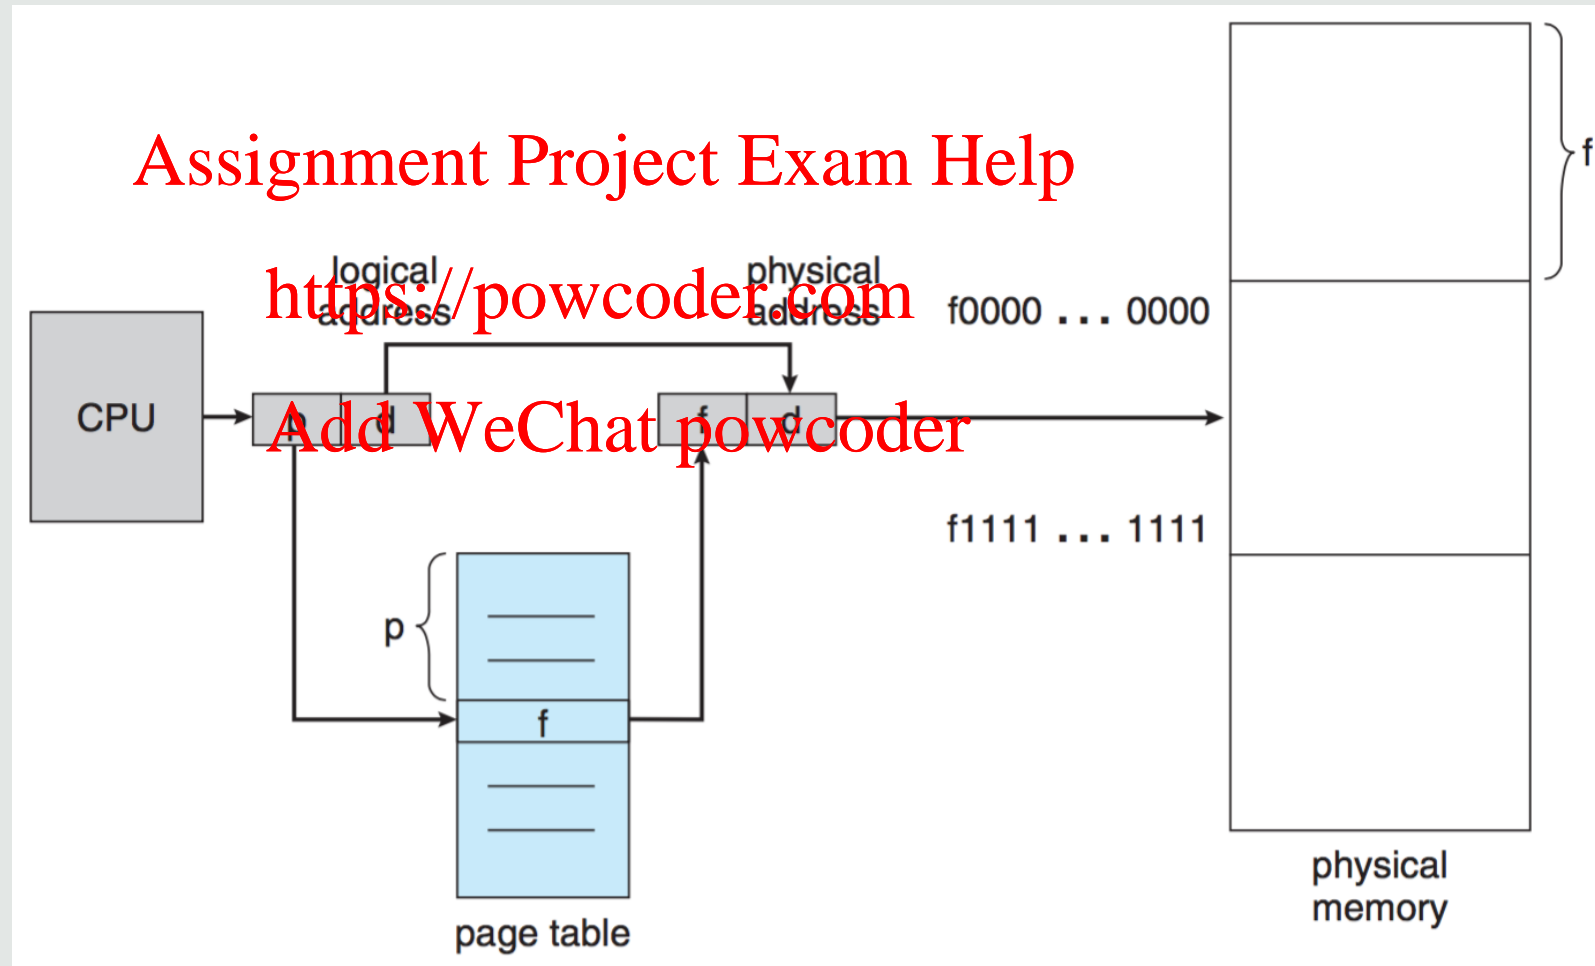 Assignment Project Exam Help
f
logical
address
physical
address
https://powcoder.com
f0000 ... 0000
CPU
p
d
f
d
Add WeChat powcoder
f1111 ... 1111
p
f
page table
physical
memory